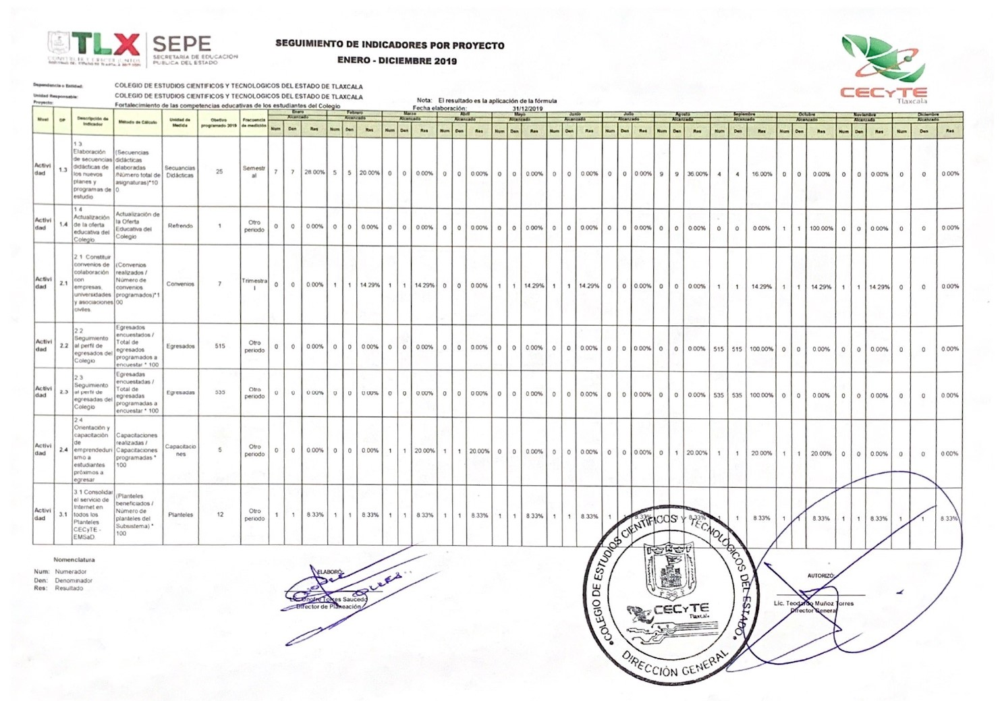 TLX
SEPE
CONSTRUIR Y CRECER JUNTOS
SECRETARIA DE EDUCACIÓN
PUBLICA DEL ESTADO
SEGUIMIENTO DE INDICADORES POR PROYECTO
ENERO - DICIEMBRE 2019
CECyTE
Tlaxcala
Dependencia o Entidad: COLEGIO DE ESTUDIOS CIENTIFICOS Y TECNOLOGICOS DEL ESTADO DE TLAXCALA
Unidad Responsable: COLEGIO DE ESTUDIOS CIENTIFICOS Y TECNOLOGICOS DEL ESTADO DE TLAXCALA
Proyecto: Fortalecimiento de las competencias educativas de los estudiantes del Colegio
Nota: El resultado es la aplicación de la fórmula
Fecha elaboración: 31/12/2019
Nivel OP Descripción de Indicador Método de Cálculo Unidad de Medida Objetivo programado 2019 Frecuencia de medición
Enero Febrero Marzo Abril Mayo Junio Julio Agosto Septiembre Octubre Noviembre Diciembre
Alcanzado Alcanzado Alcanzado Alcanzado Alcanzado Alcanzado Alcanzado Alcanzado Alcanzado Alcanzado Alcanzado Alcanzado
Num Den Res Num Den Res Num Den Res Num Den Res Num Den Res Num Den Res Num Den Res Num Den Res Num Den Res Num Den Res Num Den Res Num Den Res
Activi dad 1.3 1.3 Elaboración de secuencias didácticas de los nuevos planes y programas de estudio (Secuencias didácticas elaboradas /Número total de asignaturas)*10 0 Secuancias Didácticas 25 Semestr al 7 7 28.00% 5 5 20.00% 0 0 0.00% 0 0 0.00% 0 0 0.00% 0 0 0.00% 0 0 0.00% 9 9 36.00% 4 4 16.00% 0 0 0.00% 0 0 0.00% 0 0 0.00%
Activi dad 1.4 1.4 Actualización de la oferta educativa del Colegio Actualización de la Oferta Educativa del Colegio Refrendo 1 Otro periodo 0 0 0.00% 0 0 0.00% 0 0 0.00% 0 0 0.00% 0 0 0.00% 0 0 0.00% 0 0 0.00% 0 0 0.00% 0 0 0.00% 1 1 100.00% 0 0 0.00% 0 0 0.00%
Activi dad 2.1 2.1 Constituir convenios de colaboración con empresas, universidades y asociaciones civiles. (Convenios realizados / Número de convenios programados)*1 00 Convenios 7 Trimestra l 0 0 0.00% 1 1 14.29% 1 1 14.29% 0 0 0.00% 1 1 14.29% 1 1 14.29% 0 0 0.00% 0 0 0.00% 1 1 14.29% 1 1 14.29% 1 1 14.29% 0 0 0.00%
Activi dad 2.2 2.2 Seguimiento al perfil de egresados del Colegio Egresados encuestados / Total de egresados programados a encuestar * 100 Egresados 515 Otro periodo 0 0 0.00% 0 0 0.00% 0 0 0.00% 0 0 0.00% 0 0 0.00% 0 0 0.00% 0 0 0.00% 0 0 0.00% 515 515 100.00% 0 0 0.00% 0 0 0.00% 0 0 0.00%
Activi dad 2.3 2.3 Seguimiento al perfil de egresadas del Colegio Egresadas encuestadas / Total de egresadas programadas a encuestar * 100 Egresadas 535 Otro periodo 0 0 0.00% 0 0 0.00% 0 0 0.00% 0 0 0.00% 0 0 0.00% 0 0 0.00% 0 0 0.00% 0 0 0.00% 535 535 100.00% 0 0 0.00% 0 0 0.00% 0 0 0.00%
Activi dad 2.4 2.4 Orientación y capacitación de emprendeduri smo a estudiantes próximos a egresar Capacitaciones realizadas / Capacitaciones programadas * 100 Capacitacio nes 5 Otro periodo 0 0 0.00% 0 0 0.00% 1 1 20.00% 1 1 20.00% 0 0 0.00% 0 0 0.00% 0 0 0.00% 0 1 20.00% 1 1 20.00% 1 1 20.00% 0 0 0.00% 0 0 0.00%
Activi dad 3.1 3.1 Consolidar el servicio de Internet en todos los Planteles CECyTE - EMSaD (Planteles beneficados / Número de planteles del Subsistema) * 100 Planteles 12 Otro periodo 1 1 8.33% 1 1 8.33% 1 1 8.33% 1 1 8.33% 1 1 8.33% 1 1 8.33% 1 1 8.33% 1 8.33% 1 1 8.33% 1 1 8.33% 1 1 8.33% 1 1 8.33%
Nomenclatura
Num: Numerador
Den: Denominador
Res: Resultado
ELABORÓ:
Lic. Onofre Torres Saucedo
Director de Planeación
COLEGIO DE ESTUDIOS CIENTÍFICOS Y TECNOLÓGICOS DEL ESTADO
CECyTE
Tlaxcala
DIRECCIÓN GENERAL
AUTORIZÓ:
Lic. Teodardo Muñoz Torres
Director General